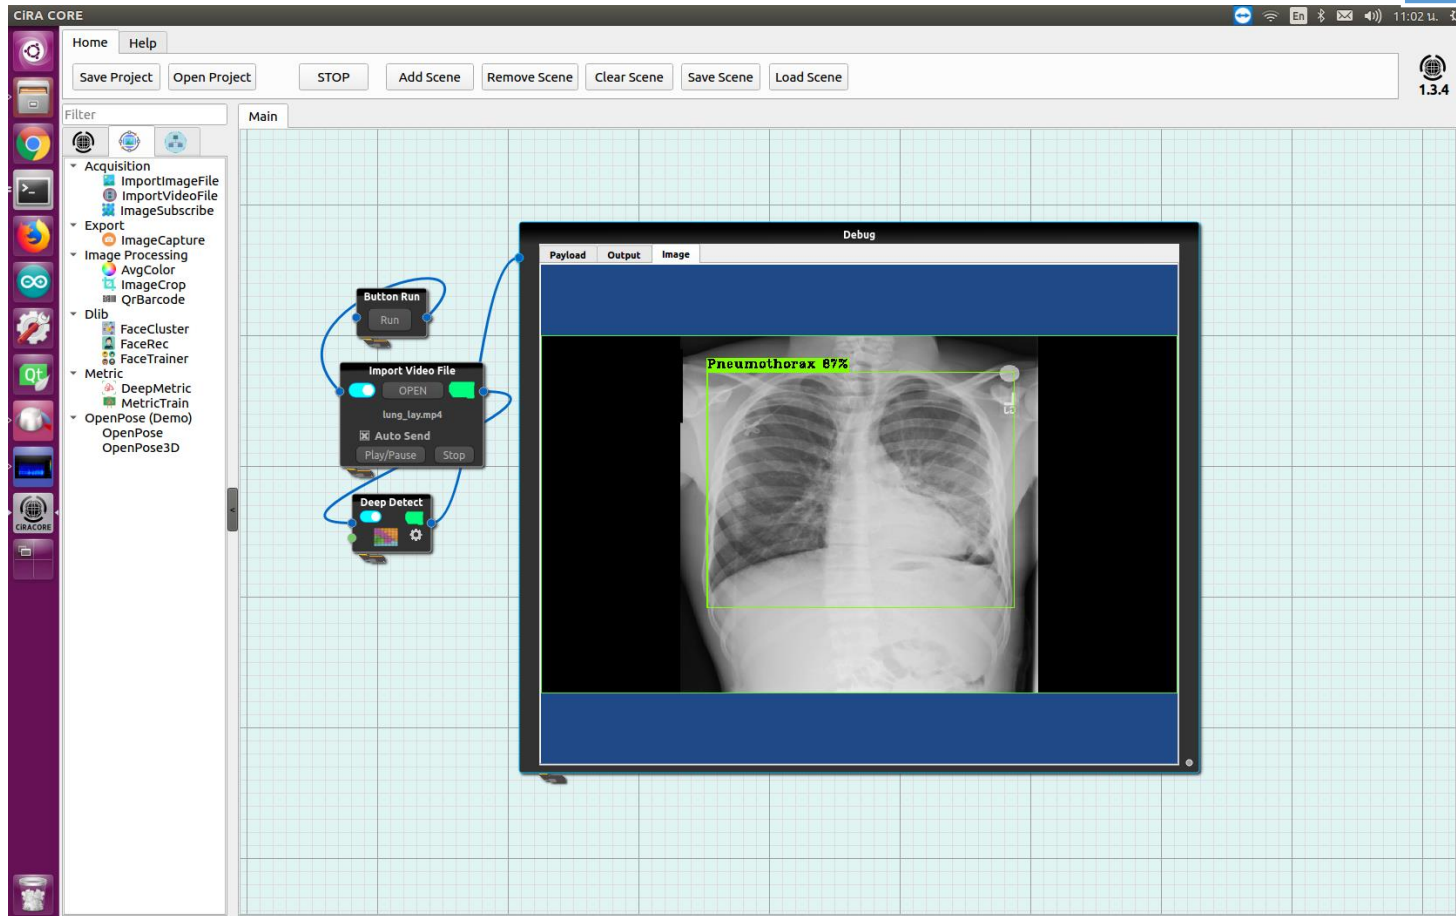 CiRA CORE
En
11:02 น.
Home Help
Save Project Open Project STOP Add Scene Remove Scene Clear Scene Save Scene Load Scene
1.3.4
Filter
Main
Acquisition
ImportImageFile
ImportVideoFile
ImageSubscribe
Export
ImageCapture
Image Processing
AvgColor
ImageCrop
QrBarcode
Dlib
FaceCluster
FaceRec
FaceTrainer
Metric
DeepMetric
MetricTrain
OpenPose (Demo)
OpenPose
OpenPose3D
CIRACORE
Qt
Button Run
Run
Import Video File
OPEN
lung_lay.mp4
Auto Send
Play/Pause Stop
Deep Detect
Debug
Payload Output Image
Pneumothorax 87%
L